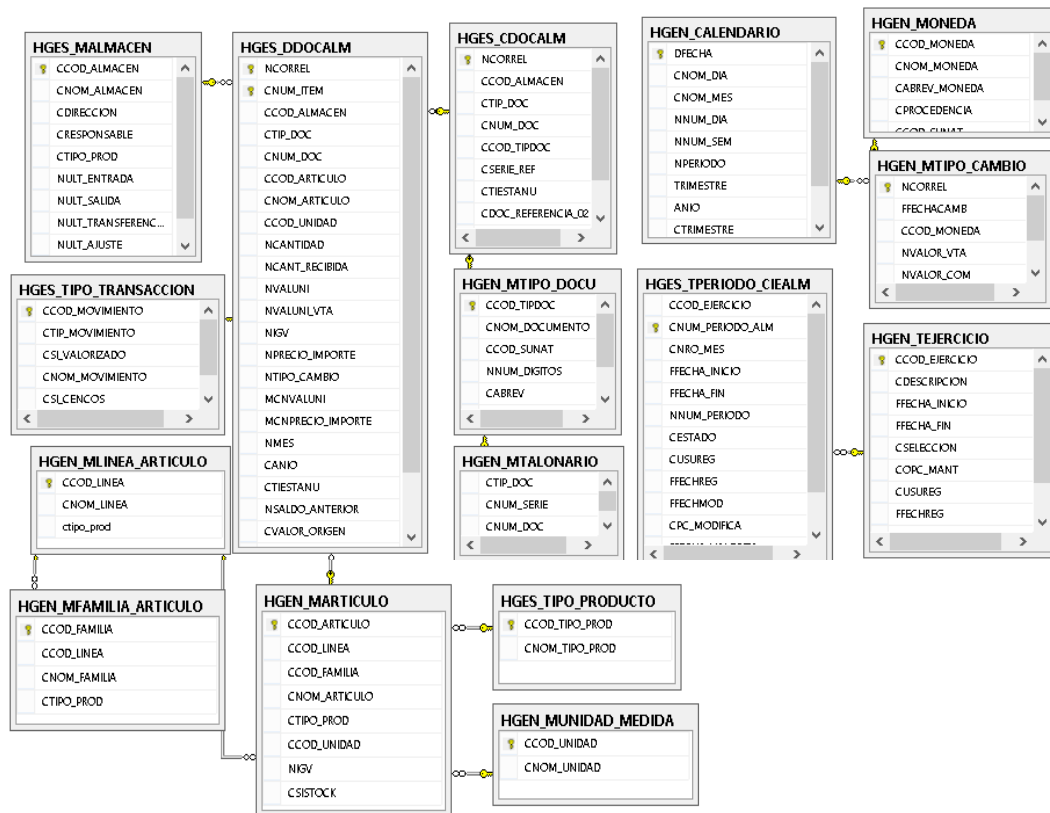 HGES_MALMACEN
CCOD_ALMACEN
CNOM_ALMACEN
CDIRECCION
CRESPONSABLE
CTIPO_PROD
NULT_ENTRADA
NULT_SALIDA
NULT_TRANSFERENC...
NULT_AJUSTE
HGES_DDOCALM
NCORREL
CNUM_ITEM
CCOD_ALMACEN
CTIP_DOC
CNUM_DOC
CCOD_ARTICULO
CNOM_ARTICULO
CCOD_UNIDAD
NCANTIDAD
NCANT_RECIBIDA
NVALUNI
NVALUNI_VTA
NIGV
NPRECIO_IMPORTE
NTIPO_CAMBIO
MCNVALUNI
MCNPRECIO_IMPORTE
NMES
CANIO
CTIESTANU
NSALDO_ANTERIOR
CVALOR_ORIGEN
HGES_CDOCALM
NCORREL
CCOD_ALMACEN
CTIP_DOC
CNUM_DOC
CCOD_TIPDOC
CSERIE_REF
CTIESTANU
CDOC_REFERENCIA_02
HGEN_CALENDARIO
DFECHA
CNOM_DIA
CNOM_MES
NNUM_DIA
NNUM_SEM
NPERIODO
TRIMESTRE
ANIO
CTRIMESTRE
HGEN_MONEDA
CCOD_MONEDA
CNOM_MONEDA
CABREV_MONEDA
CPROCEDENCIA
CCOD_SUNAT
HGEN_MTIPO_CAMBIO
NCORREL
FFECHACAMB
CCOD_MONEDA
NVALOR_VTA
NVALOR_COM
HGES_TIPO_TRANSACCION
CCOD_MOVIMIENTO
CTIP_MOVIMIENTO
CSI_VALORIZADO
CNOM_MOVIMIENTO
CSI_CENCOS
HGEN_MTIPO_DOCU
CCOD_TIPDOC
CNOM_DOCUMENTO
CCOD_SUNAT
NNUM_DIGITOS
CABREV
HGES_TPERIODO_CIEALM
CCOD_EJERCICIO
CNUM_PERIODO_ALM
CNRO_MES
FFECHA_INICIO
FFECHA_FIN
NNUM_PERIODO
CESTADO
CUSUREG
FFECHREG
FFECHMOD
CPC_MODIFICA
HGEN_TEJERCICIO
CCOD_EJERCICIO
CDESCRIPCION
FFECHA_INICIO
FFECHA_FIN
CSELECCION
COPC_MANT
CUSUREG
FFECHREG
HGEN_MLINEA_ARTICULO
CCOD_LINEA
CNOM_LINEA
ctipo_prod
HGEN_MTALONARIO
CTIP_DOC
CNUM_SERIE
CNUM_DOC
HGEN_MFAMILIA_ARTICULO
CCOD_FAMILIA
CCOD_LINEA
CNOM_FAMILIA
CTIPO_PROD
HGEN_MARTICULO
CCOD_ARTICULO
CCOD_LINEA
CCOD_FAMILIA
CNOM_ARTICULO
CTIPO_PROD
CCOD_UNIDAD
NIGV
CSISTOCK
HGES_TIPO_PRODUCTO
CCOD_TIPO_PROD
CNOM_TIPO_PROD
HGEN_MUNIDAD_MEDIDA
CCOD_UNIDAD
CNOM_UNIDAD